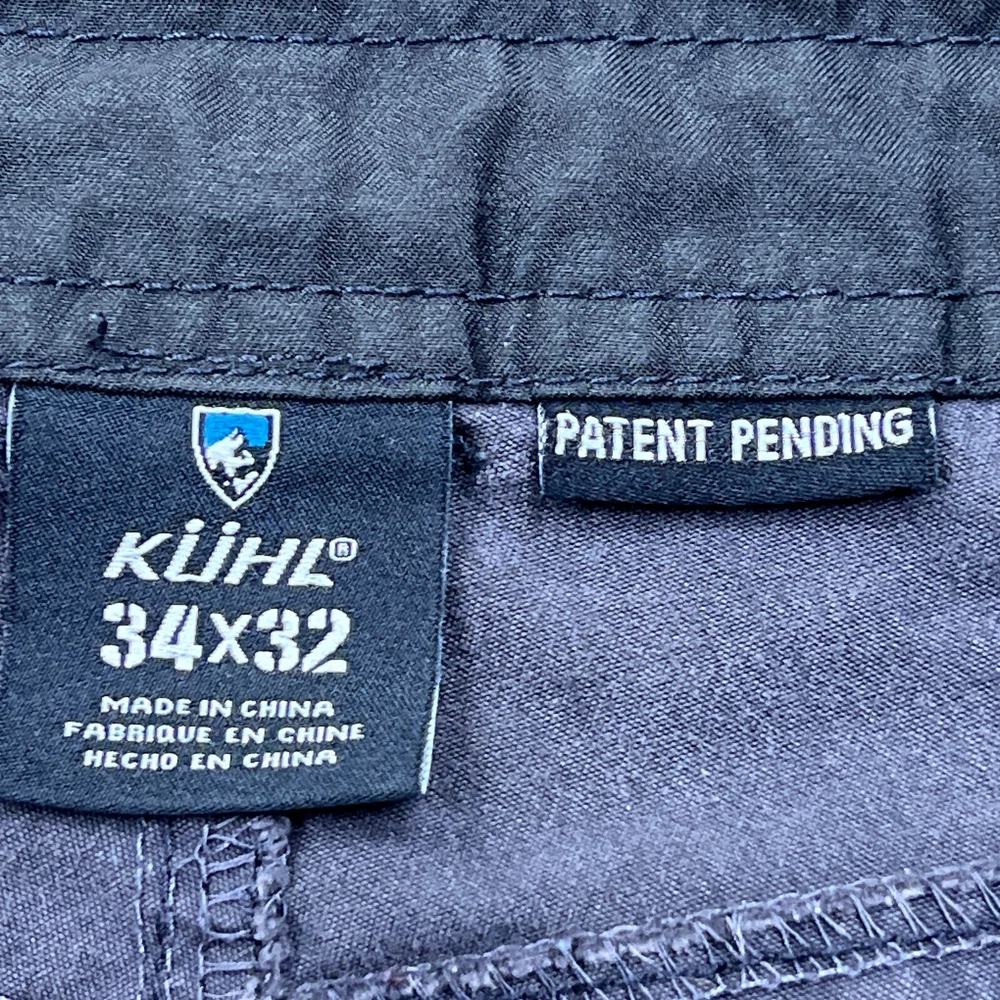 KÜHL®
34X32
MADE IN CHINA
FABRIQUE EN CHINE
HECHO EN CHINA
PATENT PENDING